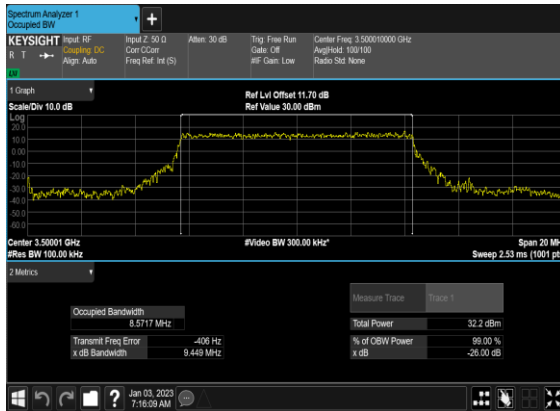 Spectrum Analyzer 1
Occupied BW
KEYSIGHT
R T
LXI
Input: RF
Coupling: DC
Align: Auto
Input Z: 50 Ω
Corr CCorr
Freq Ref: Int (S)
Atten: 30 dB
Trig: Free Run
Gate: Off
#IF Gain: Low
Center Freq: 3.500010000 GHz
Avg|Hold: 100/100
Radio Std: None
1 Graph
Scale/Div 10.0 dB
Ref Lvl Offset 11.70 dB
Ref Value 30.00 dBm
Log
20.0
10.0
0.00
-10.0
-20.0
-30.0
-40.0
-50.0
-60.0
Center 3.50001 GHz
#Res BW 100.00 kHz
#Video BW 300.00 kHz*
Span 20 MH
Sweep 2.53 ms (1001 pt
2 Metrics
Measure Trace Trace 1
Occupied Bandwidth
8.5717 MHz
Total Power 32.2 dBm
Transmit Freq Error -406 Hz
% of OBW Power 99.00 %
x dB Bandwidth 9.449 MHz
x dB -26.00 dB
?
Jan 03, 2023
7:16:09 AM